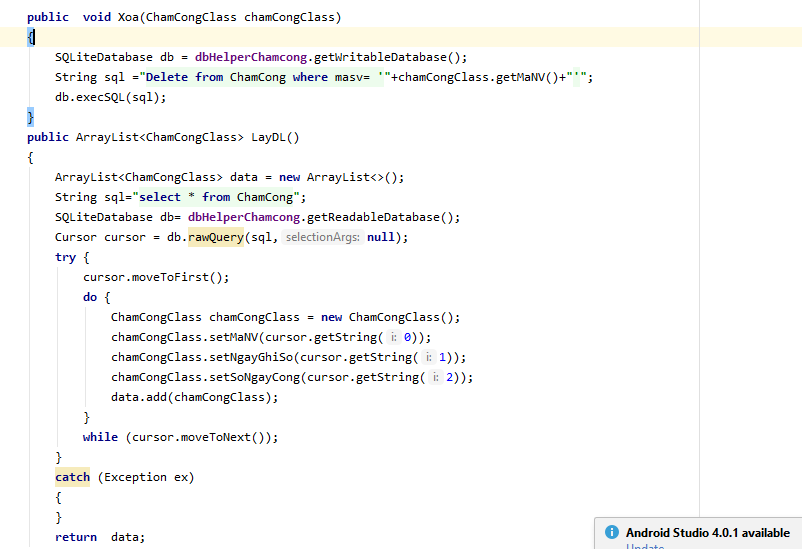 public  void Xoa(ChamCongClass chamCongClass)
{
    SQLiteDatabase db = dbHelperChamcong.getWritableDatabase();
    String sql ="Delete from ChamCong where masv= '"+chamCongClass.getMaNV()+"'";
    db.execSQL(sql);
}
public ArrayList<ChamCongClass> LayDL()
{
    ArrayList<ChamCongClass> data = new ArrayList<>();
    String sql="select * from ChamCong";
    SQLiteDatabase db= dbHelperChamcong.getReadableDatabase();
    Cursor cursor = db.rawQuery(sql, selectionArgs: null);
    try {
        cursor.moveToFirst();
        do {
            ChamCongClass chamCongClass = new ChamCongClass();
            chamCongClass.setMaNV(cursor.getString( i: 0));
            chamCongClass.setNgayGhiSo(cursor.getString( i: 1));
            chamCongClass.setSoNgayCong(cursor.getString( i: 2));
            data.add(chamCongClass);
        }
        while (cursor.moveToNext());
    }
    catch (Exception ex)
    {
    }
    return  data;
Android Studio 4.0.1 available
Update